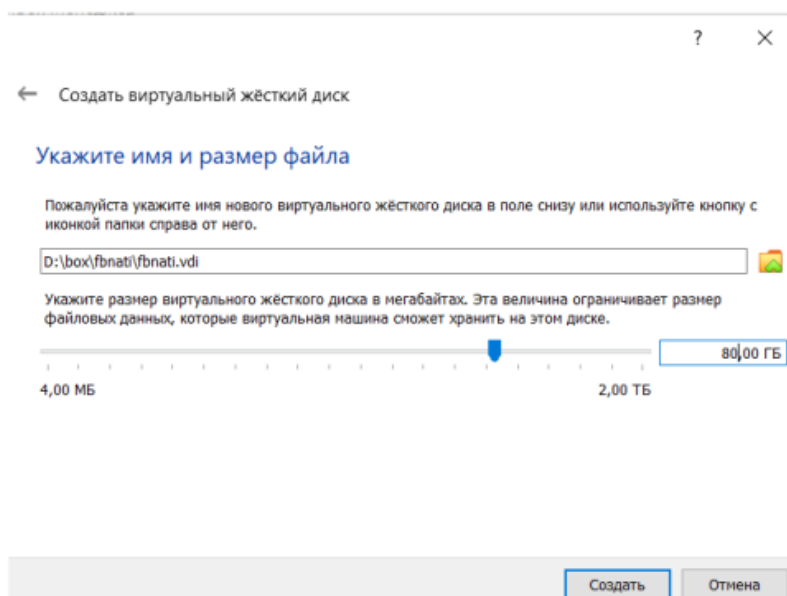 ?
Создать виртуальный жёсткий диск
Укажите имя и размер файла
Пожалуйста укажите имя нового виртуального жёсткого диска в поле снизу или используйте кнопку с
иконкой папки справа от него.
D:\box\fbnati\fbnati.vdi
Укажите размер виртуального жёсткого диска в мегабайтах. Эта величина ограничивает размер
файловых данных, которые виртуальная машина сможет хранить на этом диске.
80,00 ГБ
4,00 МБ 2,00 ТБ
Создать Отмена